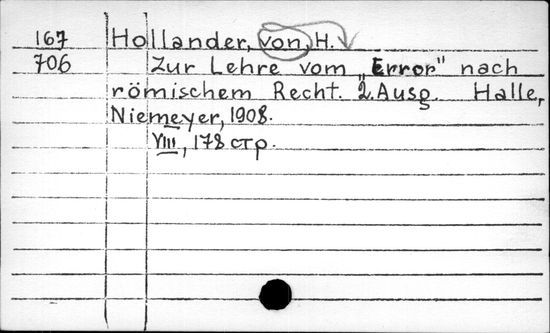 167 Hollander, von, H.
706 Zur Lehre vom „Error" nach
römischem Recht. 2. Ausg. Halle,
Niemeyer, 1908.
VIII, 178 стр.